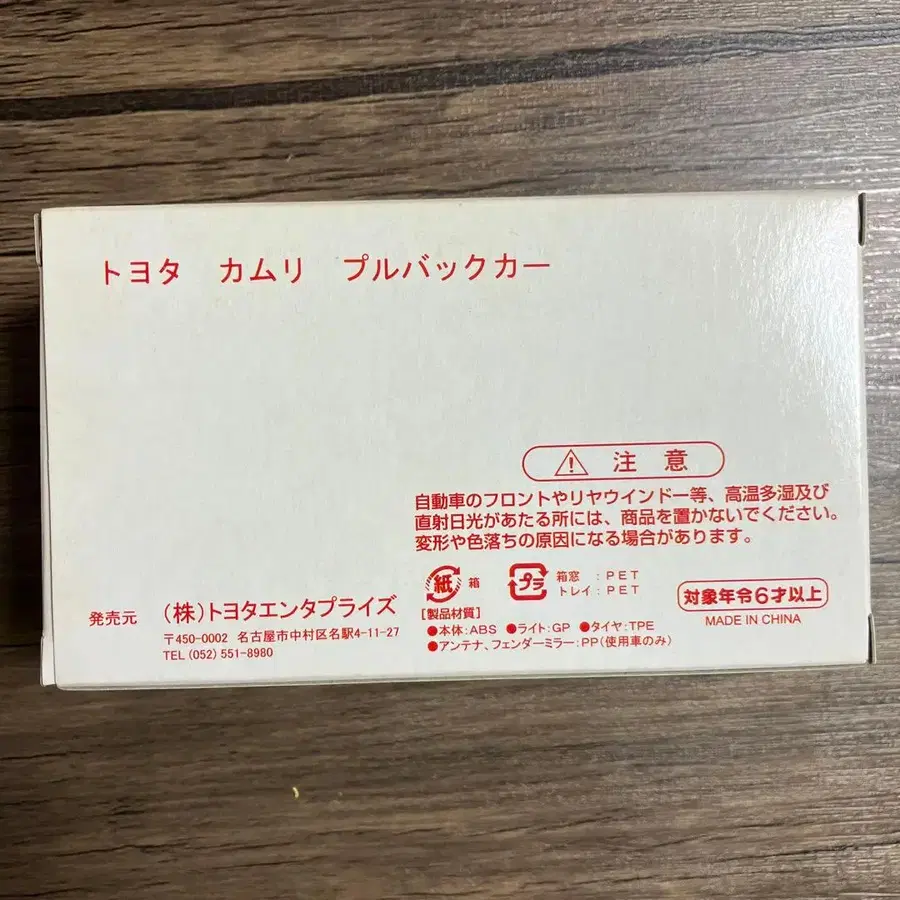 トヨタ カムリ プルバックカー
注意
自動車のフロントやリヤウインドー等、高温多湿及び
直射日光があたる所には、商品を置かないでください。
変形や色落ちの原因になる場合があります。
紙 箱
プラ 箱窓 : PET
トレイ : PET
対象年令6才以上
MADE IN CHINA
[製品材質]
●本体:ABS ●ライト:GP ●タイヤ:TPE
●アンテナ、フェンダーミラー:PP(使用車のみ)
発売元 (株)トヨタエンタプライズ
〒450-0002 名古屋市中村区名駅4-11-27
TEL (052) 551-8980